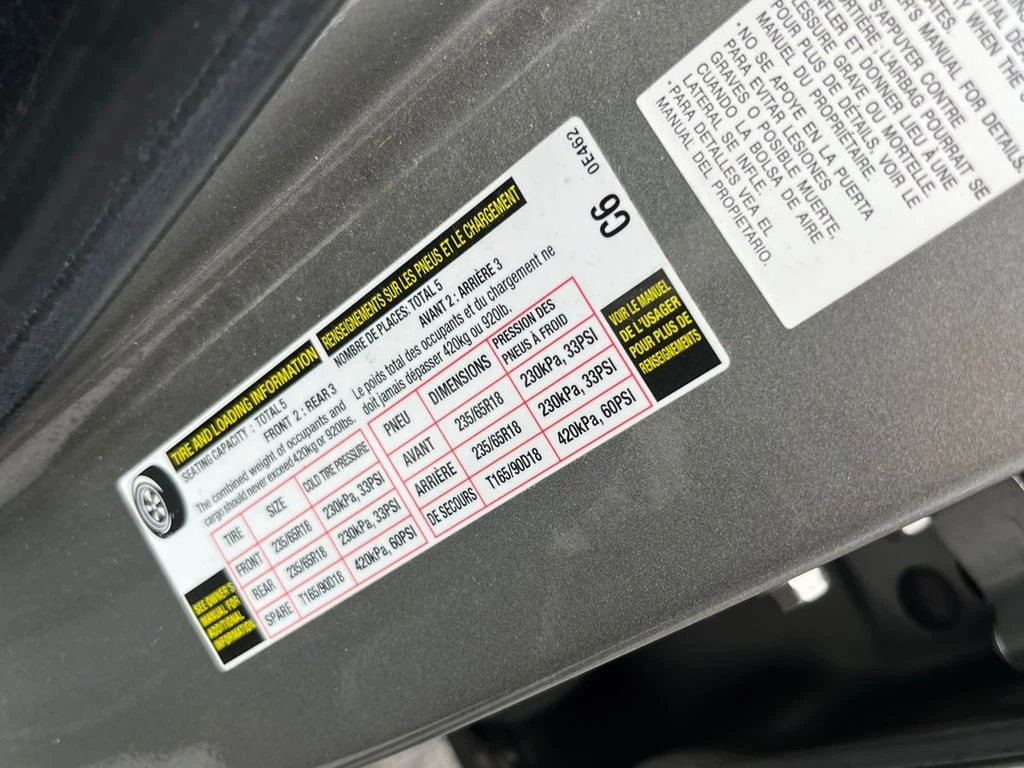 TIRE AND LOADING INFORMATION
SEATING CAPACITY : TOTAL 5
FRONT 2 : REAR 3
The combined weight of occupants and
cargo should never exceed 420kg or 920lbs.
TIRE SIZE COLD TIRE PRESSURE
FRONT 235/65R18 230kPa, 33PSI
REAR 235/65R18 230kPa, 33PSI
SPARE T165/90D18 420kPa, 60PSI
SEE OWNER'S
MANUAL FOR
ADDITIONAL
INFORMATION
RENSEIGNEMENTS SUR LES PNEUS ET LE CHARGEMENT
NOMBRE DE PLACES: TOTAL 5
AVANT 2 : ARRIÈRE 3
Le poids total des occupants et du chargement ne
doit jamais dépasser 420kg ou 920lb.
PNEU DIMENSIONS PRESSION DES
PNEUS À FROID
AVANT 235/65R18 230kPa, 33PSI
ARRIÈRE 235/65R18 230kPa, 33PSI
DE SECOURS T165/90D18 420kPa, 60PSI
VOIR LE MANUEL
DE L'USAGER
POUR PLUS DE
RENSEIGNEMENTS
C6 0E462
WHEN THE
'S MANUAL FOR DETAILS.
RRIÈRE : L'AIRBAG POURRAIT SE
ET DONNER LIEU À UNE
LESSURE GRAVE OU MORTELLE
POUR PLUS DE DÉTAILS, VOIR LE
MANUEL DU PROPRIÉTAIRE.
·NO SE APOYE EN LA PUERTA
PARA EVITAR LESIONES
GRAVES O POSIBLE MUERTE,
CUANDO LA BOLSA DE AIRE
LATERAL SE INFLE.
·PARA DETALLES VEA EL
MANUAL DEL PROPIETARIO.